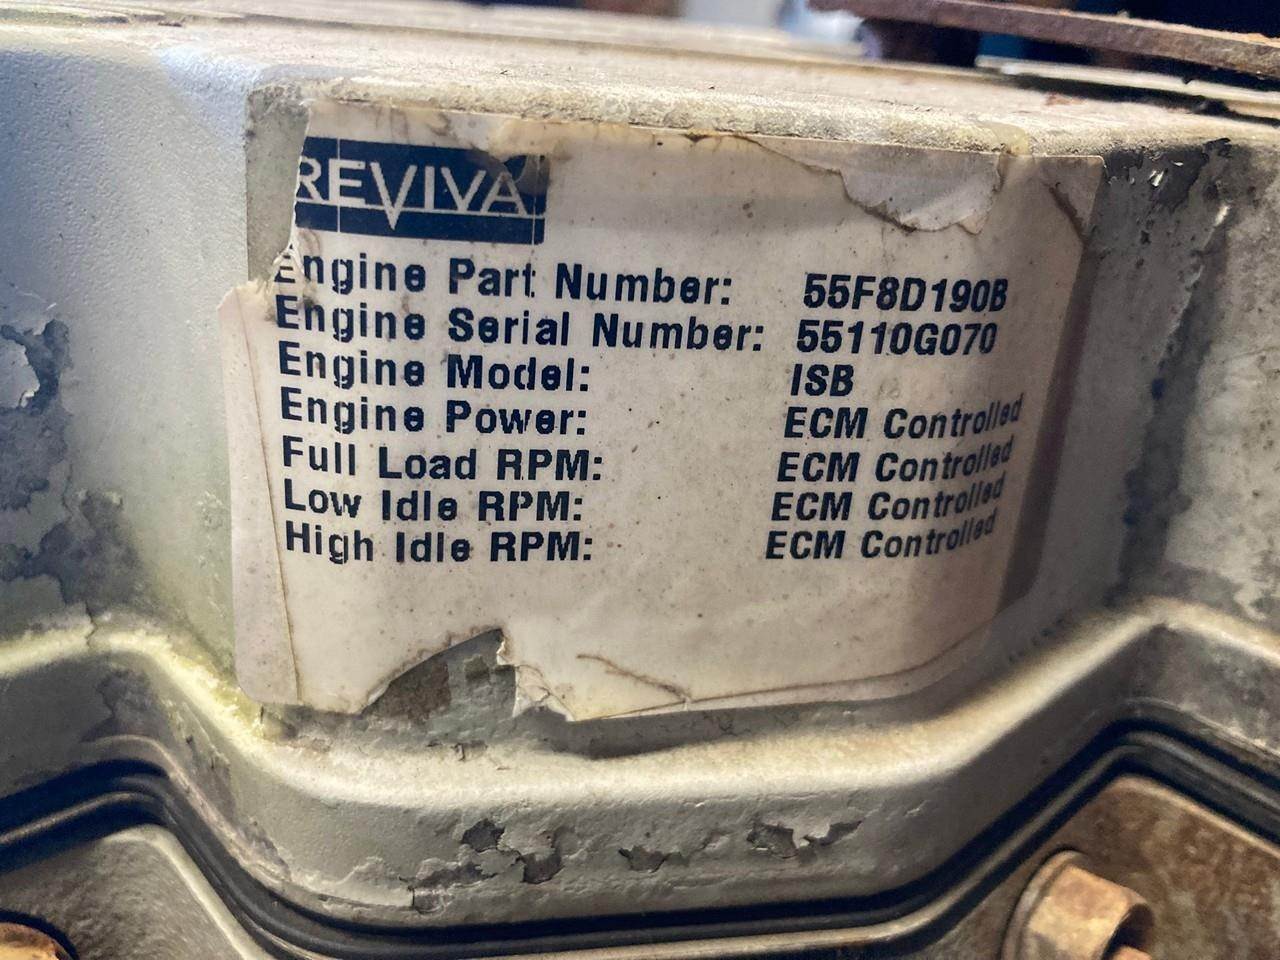 REVIVA
Engine Part Number: 55F8D190B
Engine Serial Number: 55110G070
Engine Model: ISB
Engine Power: ECM Controlled
Full Load RPM: ECM Controlled
Low Idle RPM: ECM Controlled
High Idle RPM: ECM Controlled